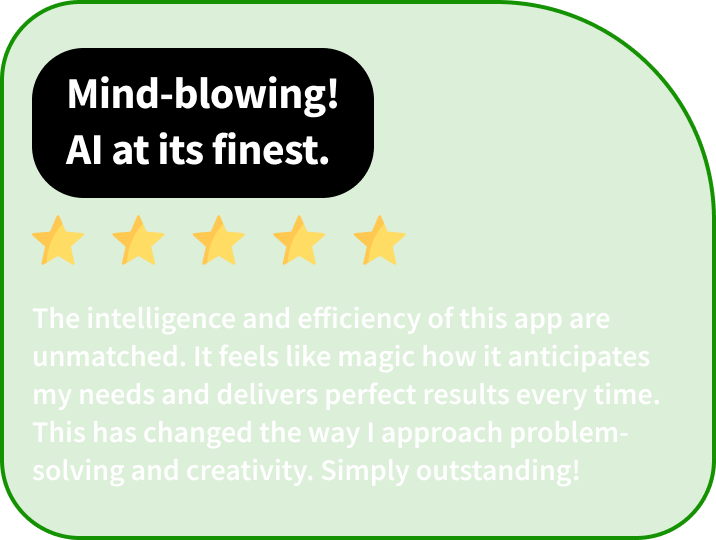 Mind-blowing!
AI at its finest.
The intelligence and efficiency of this app are
unmatched. It feels like magic how it anticipates
my needs and delivers perfect results every time.
This has changed the way I approach problem-
solving and creativity. Simply outstanding!